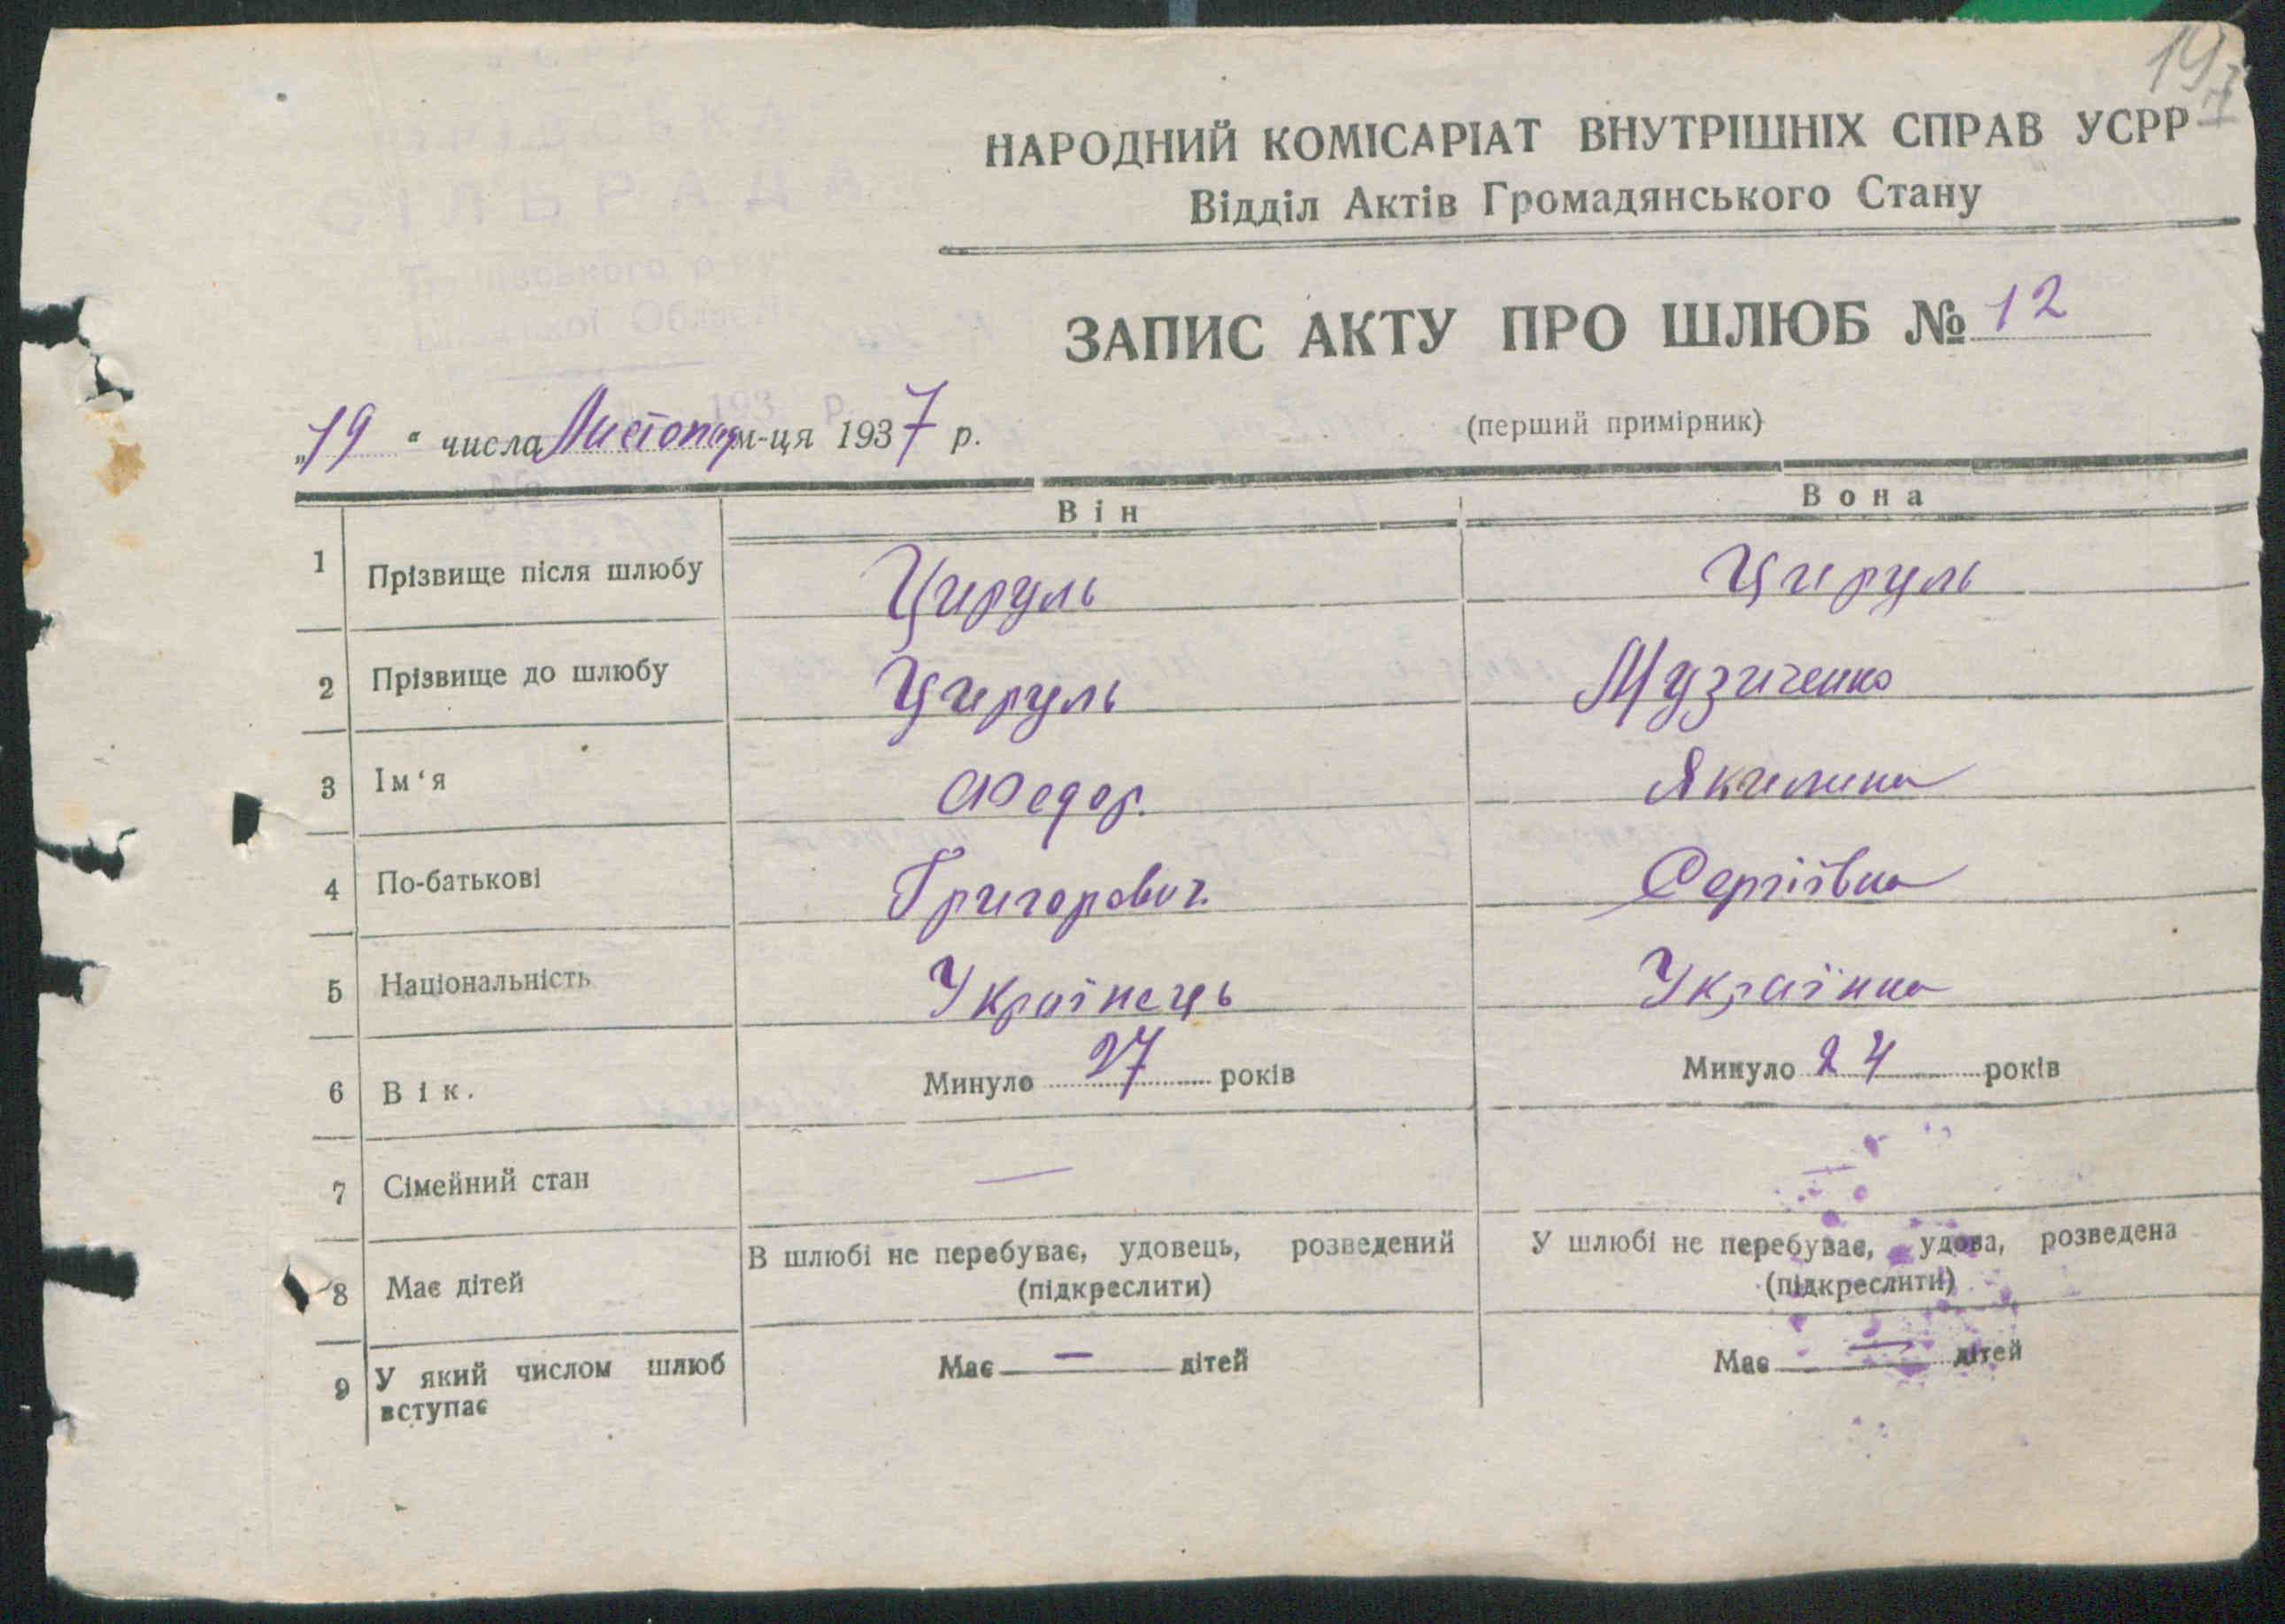 НАРОДНИЙ КОМІСАРІАТ ВНУТРІШНІХ СПРАВ УСРР
Відділ Актів Громадянського Стану
СІЛЬРАДА
ЗАПИС АКТУ ПРО ШЛЮБ № 12
„19“ числа Листопад м-ця 1937 р.
(перший примірник)
Він Вона
1 Прізвище після шлюбу Цируль Цируль
2 Прізвище до шлюбу Цируль Музиченко
3 Ім‘я Федор. Якилина
4 По-батькові Григорович. Сергіївна
5 Національність Українець Українка
6 Вік. Минуло 27 років Минуло 24 років
7 Сімейний стан — —
8 Має дітей В шлюбі не перебуває, удовець, розведений У шлюбі не перебуває, удова, розведена
(підкреслити) (підкреслити)
9 У який числом шлюб Має — дітей Має — дітей
вступає